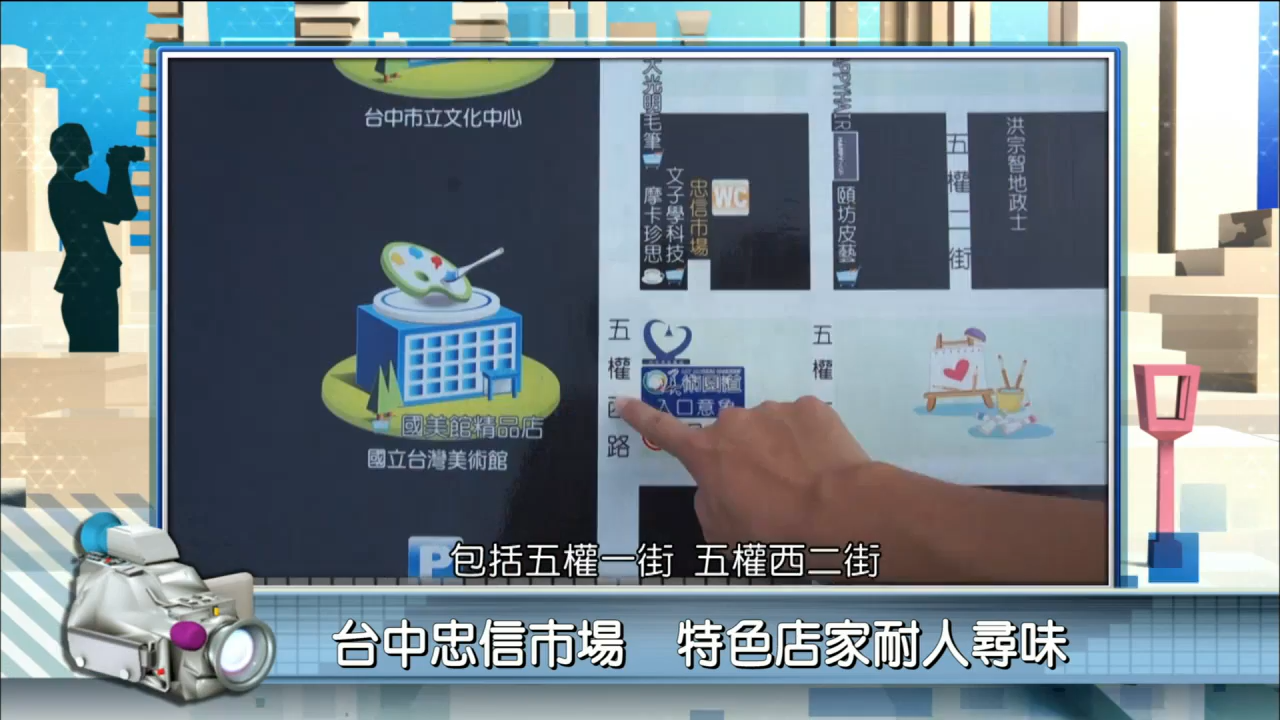 台中市立文化中心
大光明毛筆
摩卡珍思
文子學科技
忠信市場
WC
頤坊皮藝
五權二街
洪宗智地政士
五權西路
五權
術園道
入口意象
國美館精品店
國立台灣美術館
P
包括五權一街 五權西二街
台中忠信市場 特色店家耐人尋味